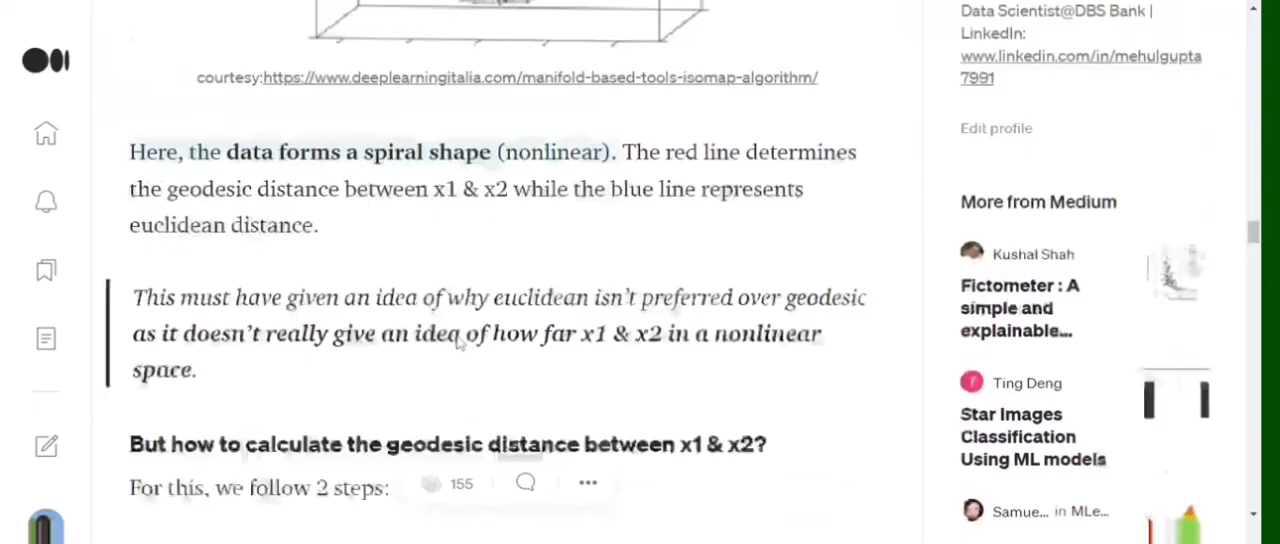 courtesy:https://www.deeplearningitalia.com/manifold-based-tools-isomap-algorithm/
Here, the data forms a spiral shape (nonlinear). The red line determines
the geodesic distance between x1 & x2 while the blue line represents
euclidean distance.
This must have given an idea of why euclidean isn't preferred over geodesic
as it doesn't really give an idea of how far x1 & x2 in a nonlinear
space.
But how to calculate the geodesic distance between x1 & x2?
For this, we follow 2 steps:
155
Data Scientist@DBS Bank |
LinkedIn:
www.linkedin.com/in/mehulgupta
7991
Edit profile
More from Medium
Kushal Shah
Fictometer : A
simple and
explainable...
T
Ting Deng
Star Images
Classification
Using ML models
Samue... in MLe...